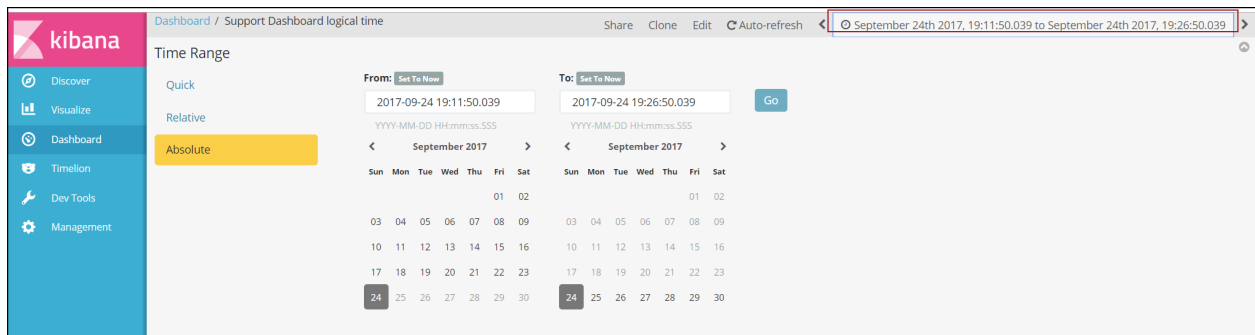 kibana
Discover
Visualize
Dashboard
Timelion
Dev Tools
Management
Dashboard / Support Dashboard logical time
Share Clone Edit Auto-refresh September 24th 2017, 19:11:50.039 to September 24th 2017, 19:26:50.039
Time Range
Quick
Relative
Absolute
From: Set To Now
2017-09-24 19:11:50.039
YYYY-MM-DD HH:mm:ss.SSS
September 2017
Sun Mon Tue Wed Thu Fri Sat
01 02
03 04 05 06 07 08 09
10 11 12 13 14 15 16
17 18 19 20 21 22 23
24 25 26 27 28 29 30
To: Set To Now
2017-09-24 19:26:50.039
YYYY-MM-DD HH:mm:ss.SSS
September 2017
Sun Mon Tue Wed Thu Fri Sat
01 02
03 04 05 06 07 08 09
10 11 12 13 14 15 16
17 18 19 20 21 22 23
24 25 26 27 28 29 30
Go